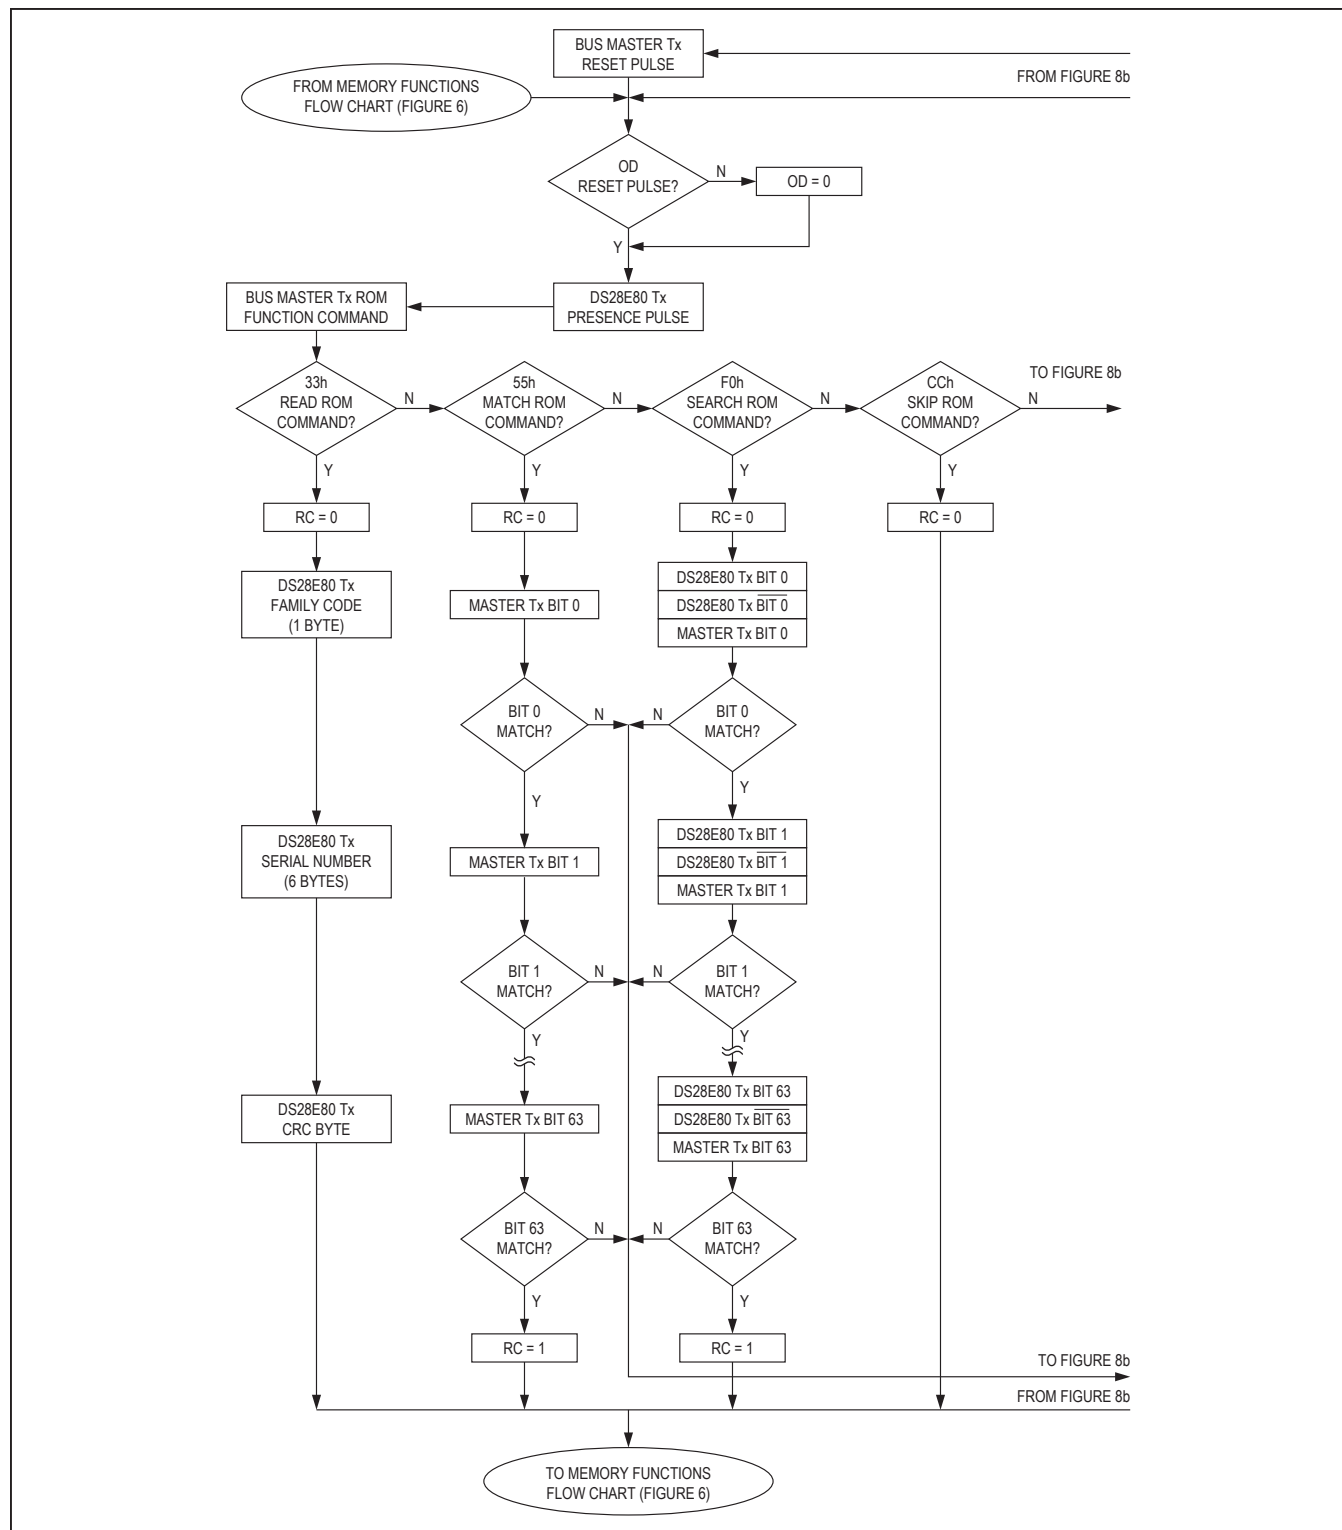 BUS MASTER Tx
RESET PULSE
FROM FIGURE 8b
FROM MEMORY FUNCTIONS
FLOW CHART (FIGURE 6)
OD
RESET PULSE?
N
OD = 0
Y
BUS MASTER Tx ROM
FUNCTION COMMAND
DS28E80 Tx
PRESENCE PULSE
33h
READ ROM
COMMAND?
N
55h
MATCH ROM
COMMAND?
N
F0h
SEARCH ROM
COMMAND?
N
CCh
SKIP ROM
COMMAND?
N
TO FIGURE 8b
Y
Y
Y
Y
RC = 0
RC = 0
RC = 0
RC = 0
DS28E80 Tx
FAMILY CODE
(1 BYTE)
MASTER Tx BIT 0
DS28E80 Tx BIT 0
DS28E80 Tx B̅I̅T̅ ̅0̅
MASTER Tx BIT 0
BIT 0
MATCH?
N
N
BIT 0
MATCH?
Y
Y
DS28E80 Tx
SERIAL NUMBER
(6 BYTES)
MASTER Tx BIT 1
DS28E80 Tx BIT 1
DS28E80 Tx B̅I̅T̅ ̅1̅
MASTER Tx BIT 1
BIT 1
MATCH?
N
N
BIT 1
MATCH?
Y
Y
DS28E80 Tx
CRC BYTE
MASTER Tx BIT 63
DS28E80 Tx BIT 63
DS28E80 Tx B̅I̅T̅ ̅6̅3̅
MASTER Tx BIT 63
BIT 63
MATCH?
N
N
BIT 63
MATCH?
Y
Y
RC = 1
RC = 1
TO FIGURE 8b
FROM FIGURE 8b
TO MEMORY FUNCTIONS
FLOW CHART (FIGURE 6)